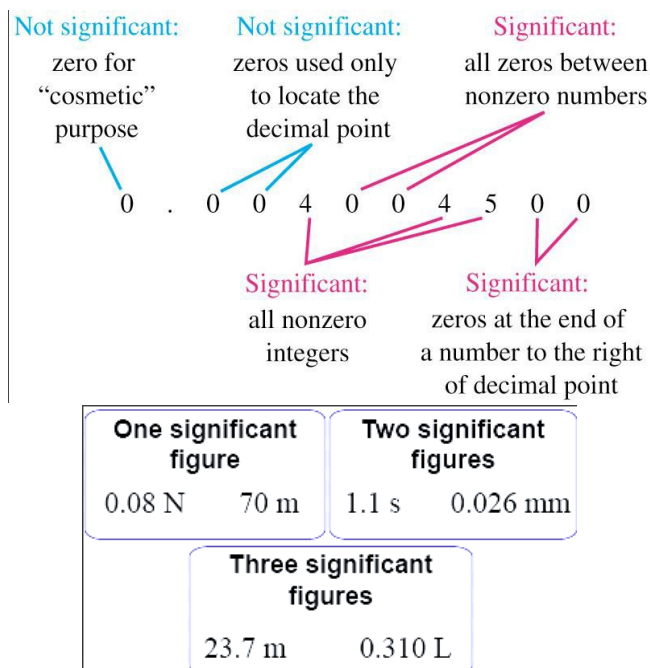 Not significant:
zero for
“cosmetic”
purpose
Not significant:
zeros used only
to locate the
decimal point
Significant:
all zeros between
nonzero numbers
0 . 0 0 4 0 0 4 5 0 0
Significant:
all nonzero
integers
Significant:
zeros at the end of
a number to the right
of decimal point
One significant
figure
0.08 N 70 m
Two significant
figures
1.1 s 0.026 mm
Three significant
figures
23.7 m 0.310 L